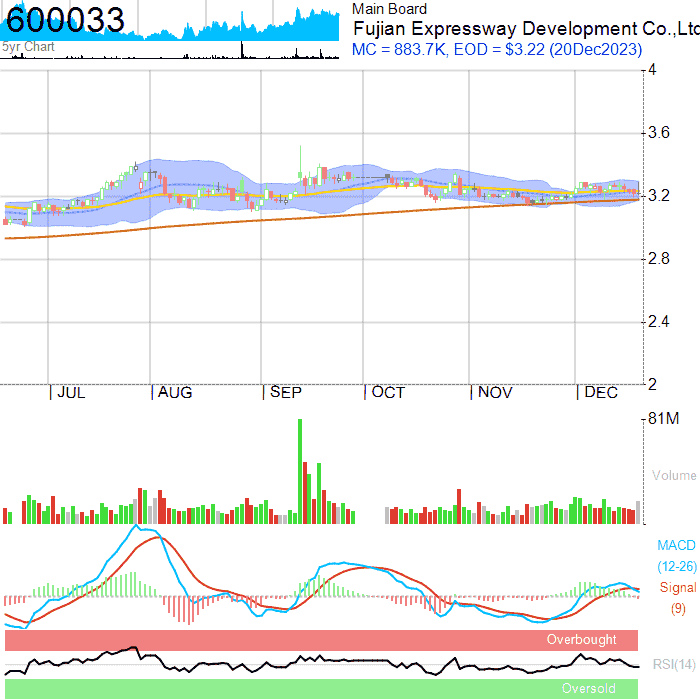 600033
5yr Chart
Main Board
Fujian Expressway Development Co.,Ltd
MC = 883.7K, EOD = $3.22 (20Dec2023)
4
3.6
3.2
2.8
2.4
2
JUL
AUG
SEP
OCT
NOV
DEC
81M
Volume
MACD
(12-26)
Signal
(9)
Overbought
RSI(14)
Oversold